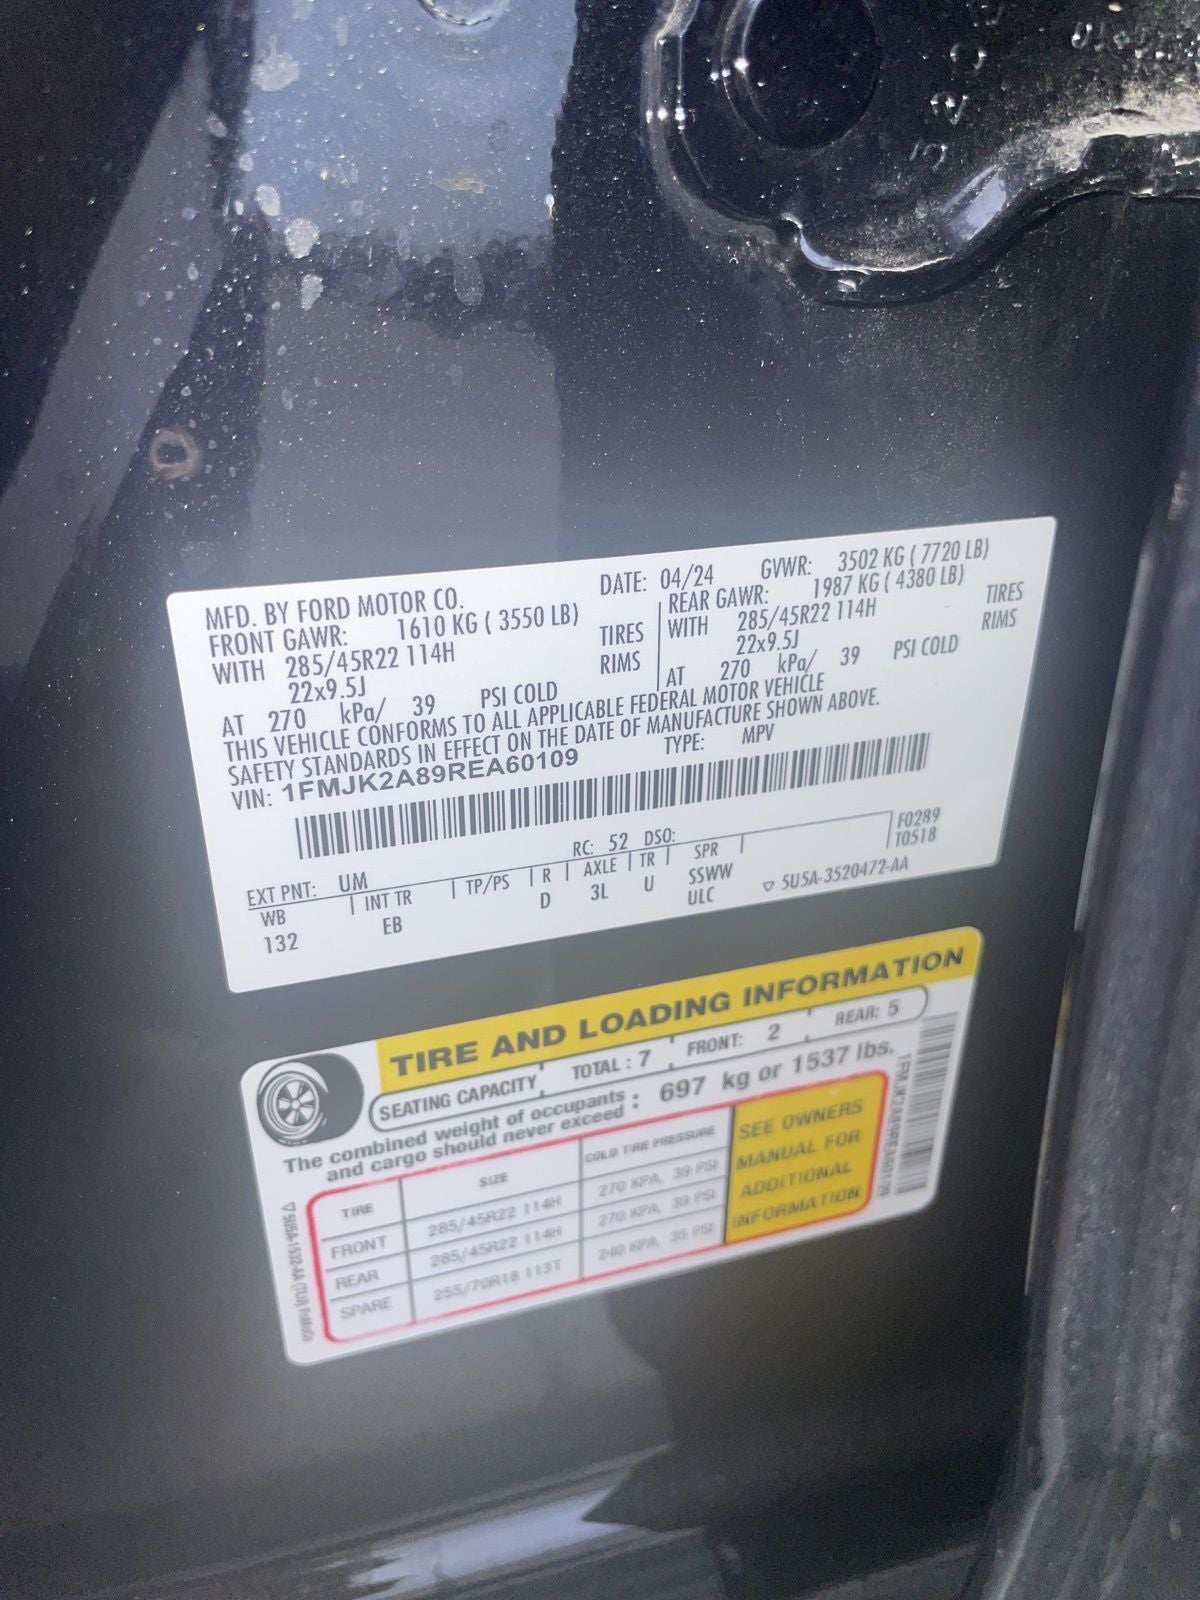 MFD. BY FORD MOTOR CO.
DATE: 04/24 GVWR: 3502 KG ( 7720 LB)
FRONT GAWR: 1610 KG ( 3550 LB)
WITH 285/45R22 114H TIRES
22x9.5J RIMS
AT 270 kPa/ 39 PSI COLD
REAR GAWR: 1987 KG ( 4380 LB)
WITH 285/45R22 114H TIRES
22x9.5J RIMS
AT 270 kPa/ 39 PSI COLD
THIS VEHICLE CONFORMS TO ALL APPLICABLE FEDERAL MOTOR VEHICLE
SAFETY STANDARDS IN EFFECT ON THE DATE OF MANUFACTURE SHOWN ABOVE.
VIN: 1FMJK2A89REA60109 TYPE: MPV
F0289
T0518
EXT PNT: UM RC: 52 DSO:
WB INT TR TP/PS R AXLE TR SPR
132 EB D 3L U SSWW
ULC
5U5A-3520472-AA
TIRE AND LOADING INFORMATION
SEATING CAPACITY TOTAL : 7 FRONT: 2 REAR: 5
The combined weight of occupants
and cargo should never exceed : 697 kg or 1537 lbs.
TIRE SIZE COLD TIRE PRESSURE
FRONT 285/45R22 114H 270 KPA, 39 PSI
REAR 285/45R22 114H 270 KPA, 39 PSI
SPARE 255/70R18 113T 240 KPA, 35 PSI
SEE OWNERS
MANUAL FOR
ADDITIONAL
INFORMATION
1FMJK2A89REA60109
5U5A-1532-AA